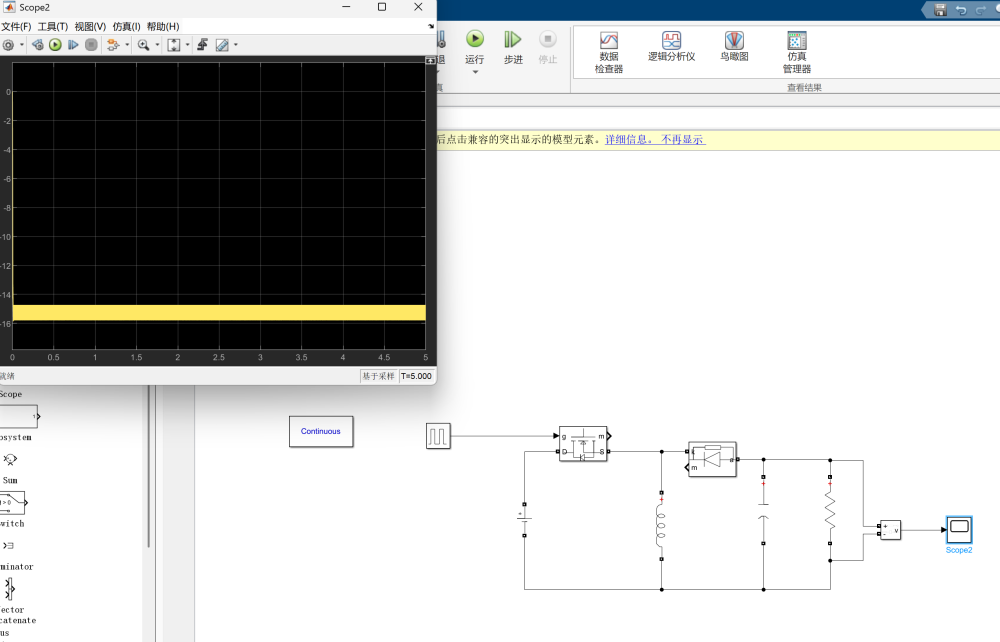 Scope2
文件(F) 工具(T) 视图(V) 仿真(I) 帮助(H)
退 运行 步进 停止
数据检查器
逻辑分析仪
鸟瞰图
仿真管理器
真
查看结果
后点击兼容的突出显示的模型元素。详细信息。 不再显示
0
-2
-4
-6
-8
-10
-12
-14
-16
0 0.5 1 1.5 2 2.5 3 3.5 4 4.5 5
就绪 基于采样 T=5.000
Scope
1
osystem
Sum
> 0
witch
minator
ector
catenate
us
Continuous
g m
D S
k a
m
+
+
+
+
+ v
-
Scope2